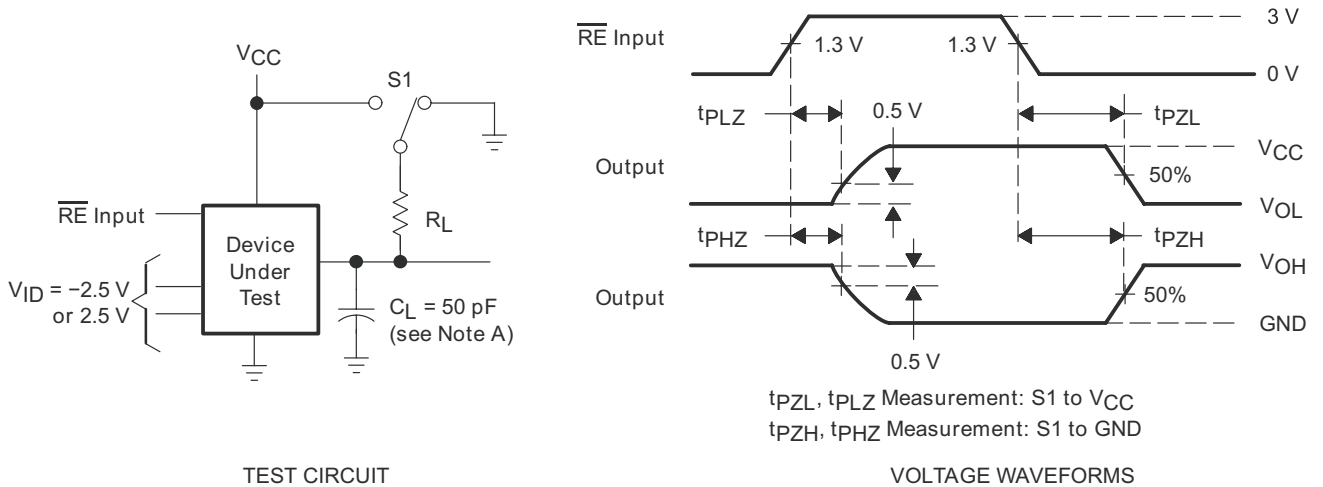 VCC
S1
RE Input
RL
Device
Under
Test
VID = −2.5 V
or 2.5 V
CL = 50 pF
(see Note A)
TEST CIRCUIT
RE Input
3 V
1.3 V
1.3 V
0 V
tPLZ
0.5 V
tPZL
Output
VCC
50%
VOL
tPHZ
tPZH
VOH
Output
50%
GND
0.5 V
tPZL, tPLZ Measurement: S1 to VCC
tPZH, tPHZ Measurement: S1 to GND
VOLTAGE WAVEFORMS